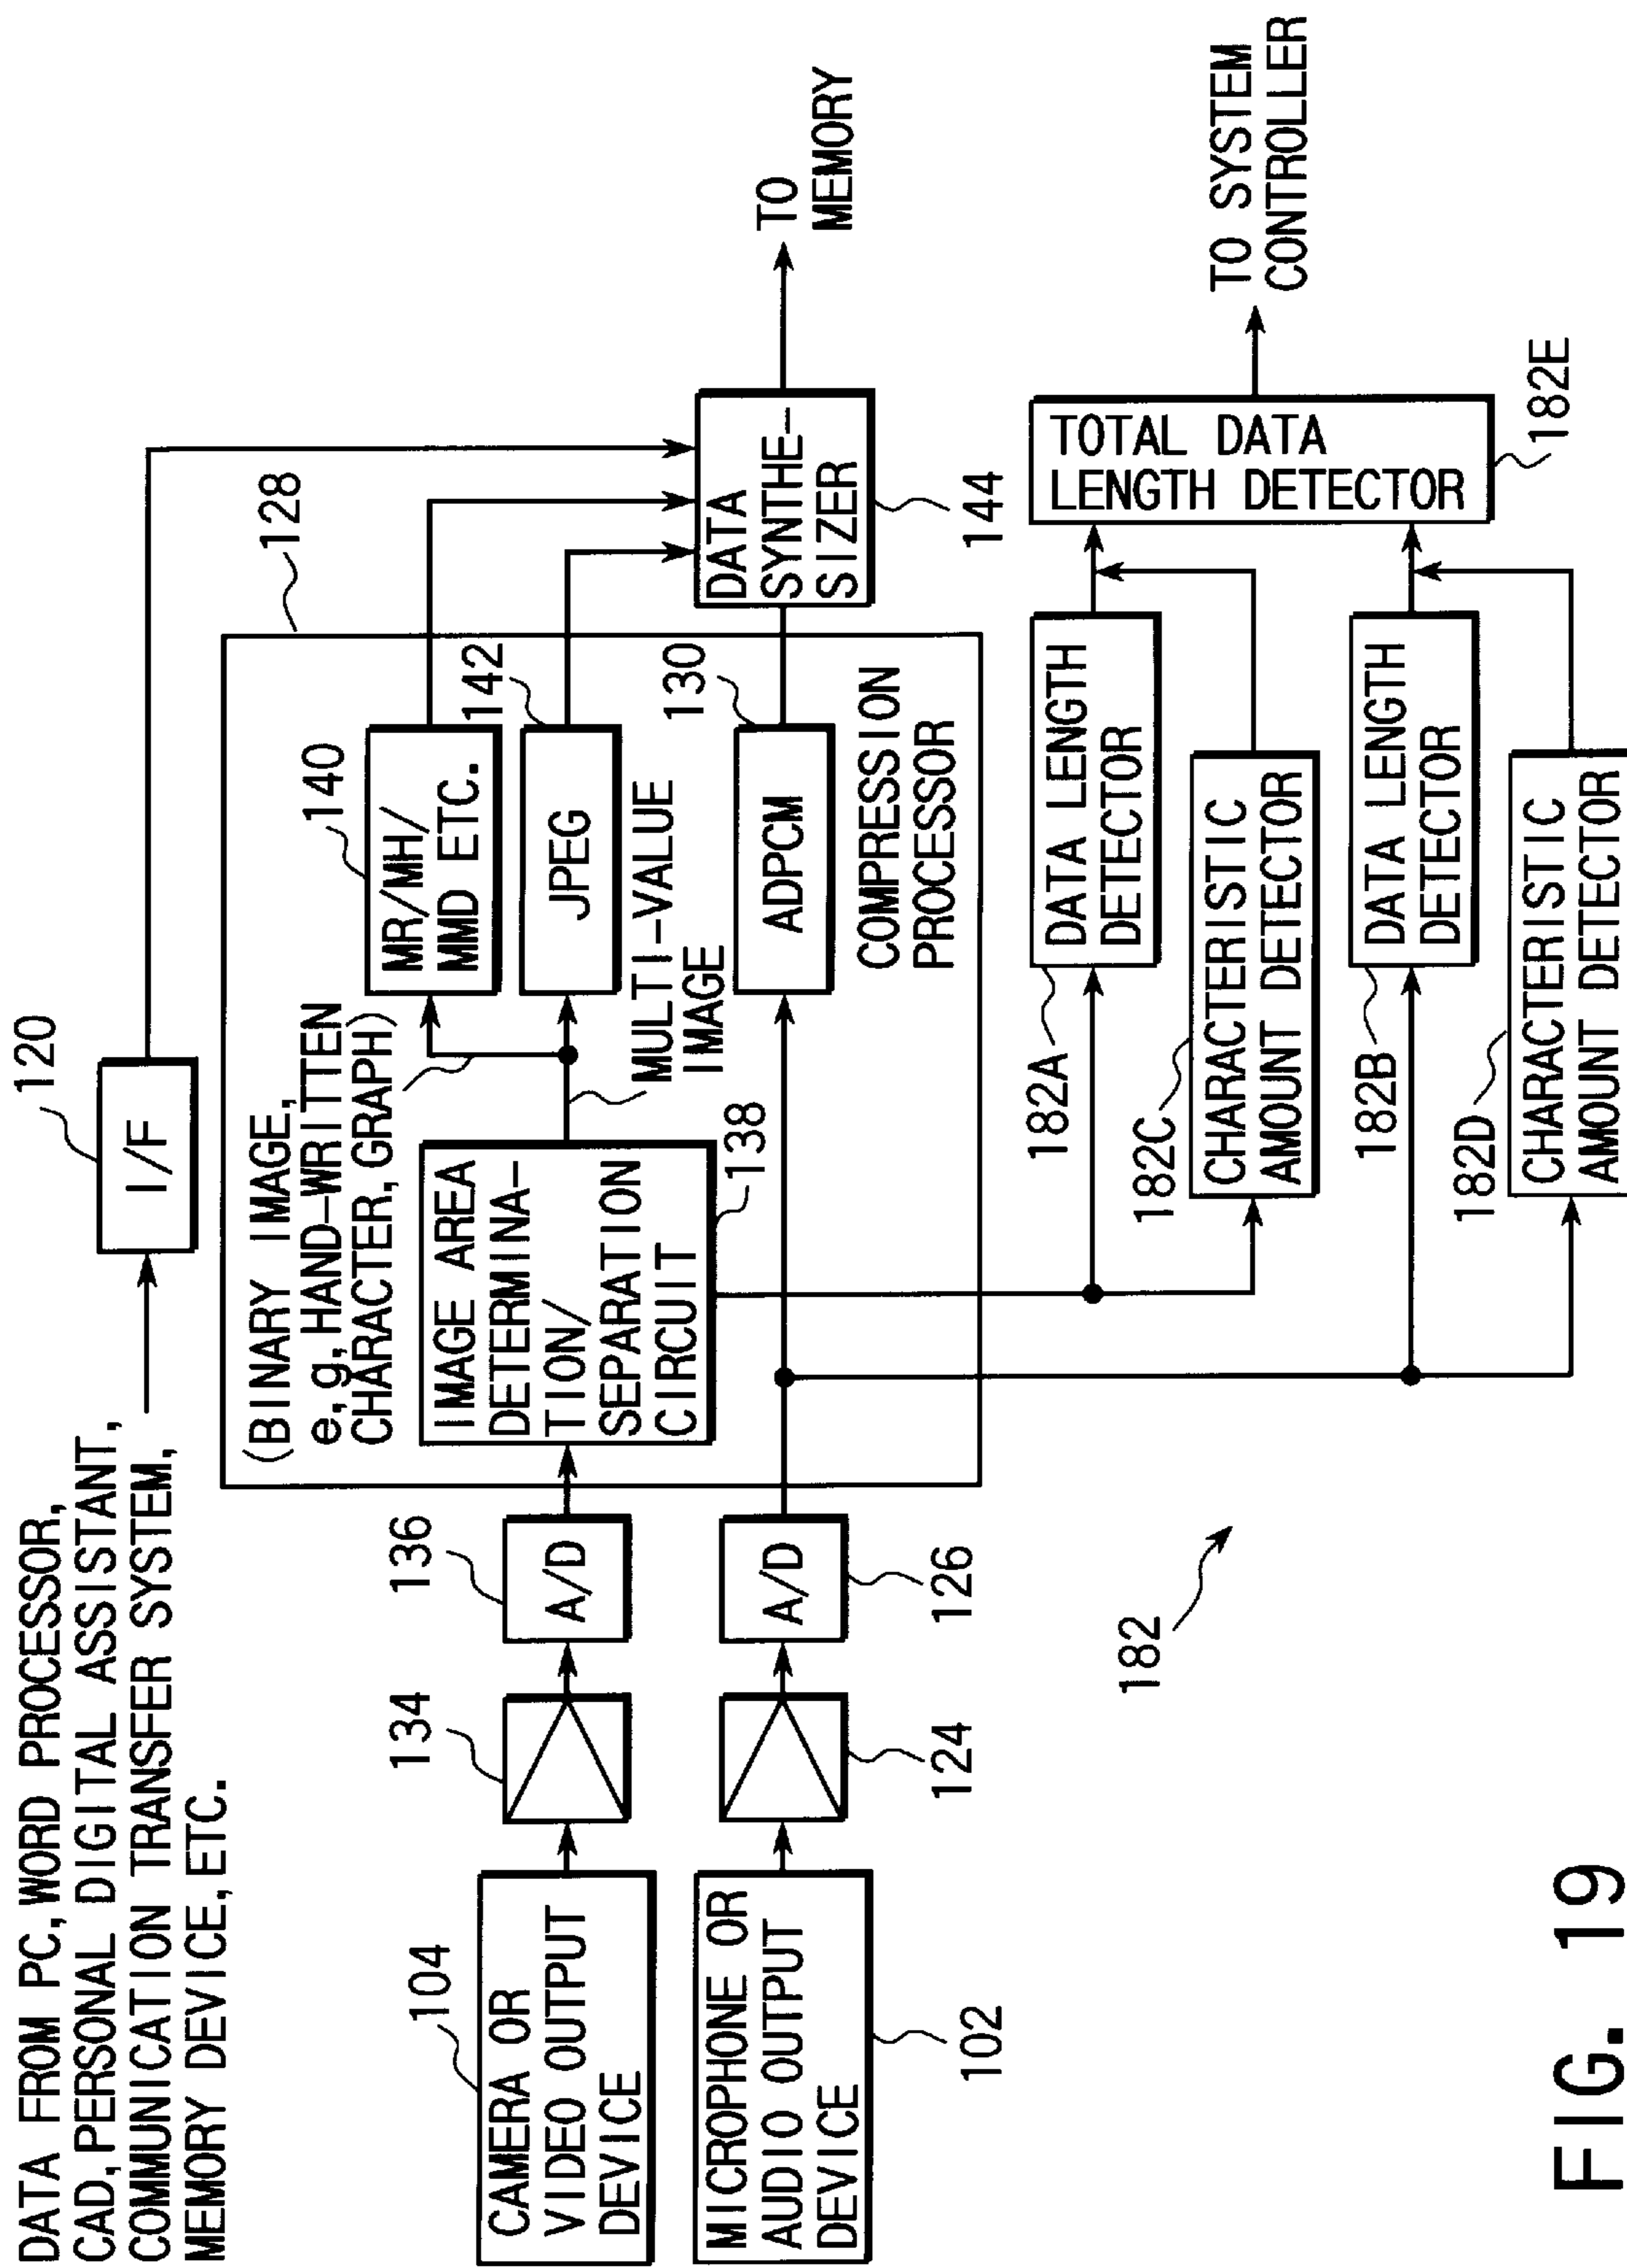 DATA FROM PC, WORD PROCESSOR,
CAD, PERSONAL DIGITAL ASSISTANT,
COMMUNICATION TRANSFER SYSTEM,
MEMORY DEVICE, ETC.
120
I/F
128
(BINARY IMAGE,
e,g, HAND-WRITTEN
CHARACTER, GRAPH)
140
MR/MH/
MMD ETC.
142
JPEG
MULTI-VALUE
IMAGE
104
CAMERA OR
VIDEO OUTPUT
DEVICE
134
136
A/D
IMAGE AREA
DETERMINA-
TION/
SEPARATION
CIRCUIT
138
130
ADPCM
COMPRESSION
PROCESSOR
DATA
SYNTHE-
SIZER
144
TO
MEMORY
MICROPHONE OR
AUDIO OUTPUT
DEVICE
102
124
A/D
126
182
182A
DATA LENGTH
DETECTOR
182C
CHARACTERISTIC
AMOUNT DETECTOR
182B
DATA LENGTH
DETECTOR
182D
CHARACTERISTIC
AMOUNT DETECTOR
TOTAL DATA
LENGTH DETECTOR
182E
TO SYSTEM
CONTROLLER
FIG. 19